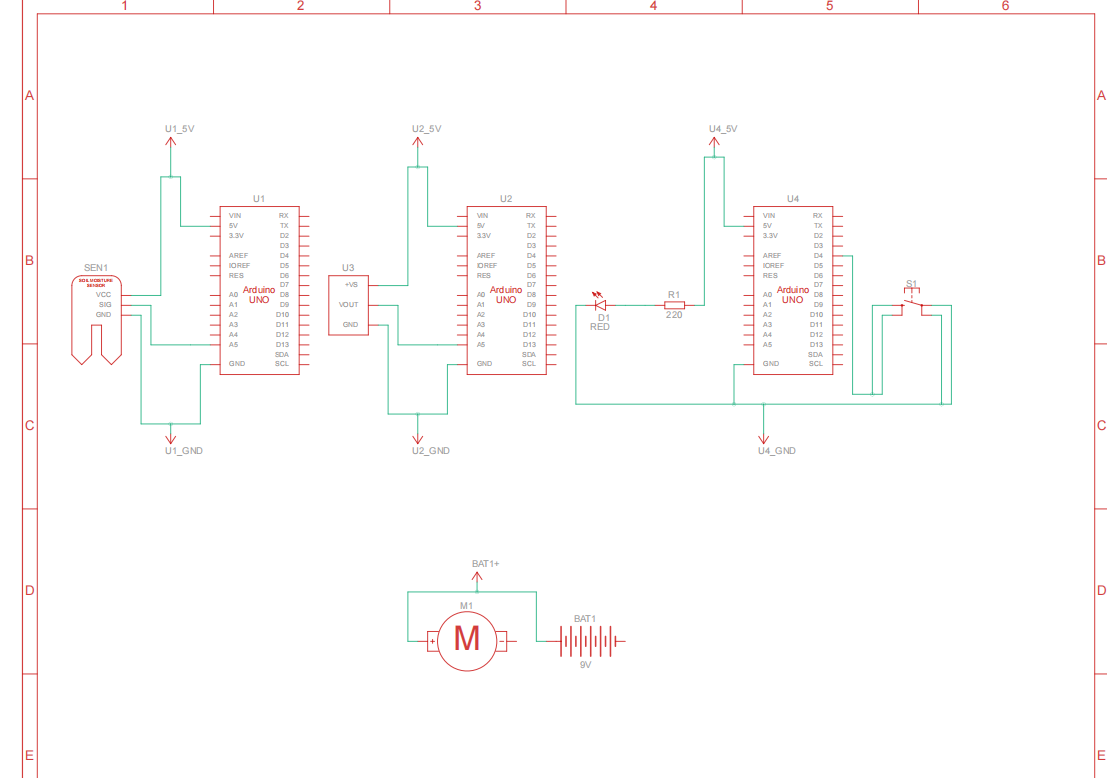 1 2 3 4 5 6
A A
U1_5V U2_5V U4_5V
U1 U2 U4
VIN RX VIN RX VIN RX
5V TX 5V TX 5V TX
3.3V D2 3.3V D2 3.3V D2
D3 D3 D3
AREF D4 AREF D4 AREF D4
B B
IOREF D5 IOREF D5 IOREF D5
SEN1 U3
RES D6 RES D6 RES D6
SOIL MOISTURE
SENSOR
+VS
D7 D7 D7
S1
Arduino Arduino Arduino
UNO UNO UNO
VCC A0 D8 A0 D8 R1 A0 D8
SIG A1 D9 VOUT A1 D9 A1 D9
GND A2 D10 A2 D10 D1 220 A2 D10
A3 D11 GND A3 D11 RED A3 D11
A4 D12 A4 D12 A4 D12
A5 D13 A5 D13 A5 D13
SDA SDA SDA
GND SCL GND SCL GND SCL
C C
U1_GND U2_GND U4_GND
BAT1+
D D
M1
BAT1
M
+ -
9V
E E